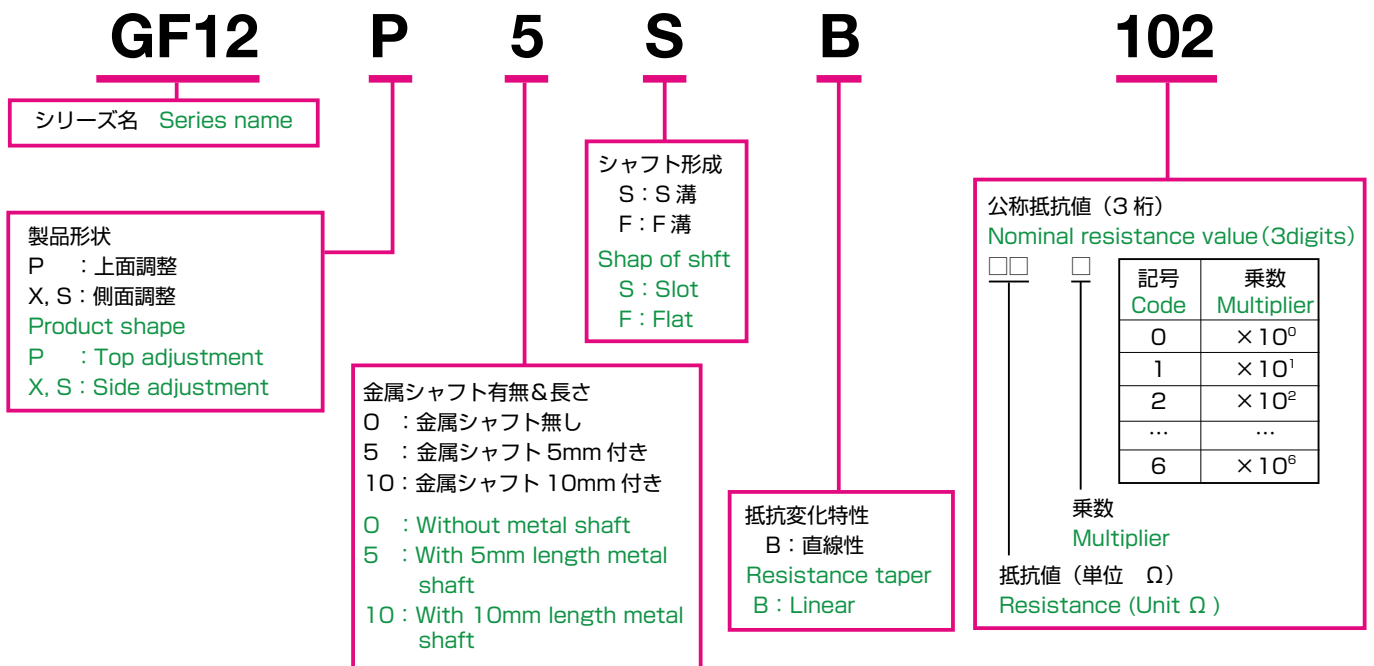 GF12 P 5 S B 102
シリーズ名 Series name
製品形状
P : 上面調整
X, S : 側面調整
Product shape
P : Top adjustment
X, S : Side adjustment
金属シャフト有無&長さ
0 : 金属シャフト無し
5 : 金属シャフト 5mm 付き
10 : 金属シャフト 10mm 付き
0 : Without metal shaft
5 : With 5mm length metal
shaft
10 : With 10mm length metal
shaft
シャフト形成
S : S 溝
F : F 溝
Shap of shft
S : Slot
F : Flat
抵抗変化特性
B : 直線性
Resistance taper
B : Linear
公称抵抗値（3 桁）
Nominal resistance value (3digits)
□□ □
記号 乗数
Code Multiplier
0 ×10⁰
1 ×10¹
2 ×10²
… …
6 ×10⁶
乗数
Multiplier
抵抗値（単位 Ω）
Resistance (Unit Ω )